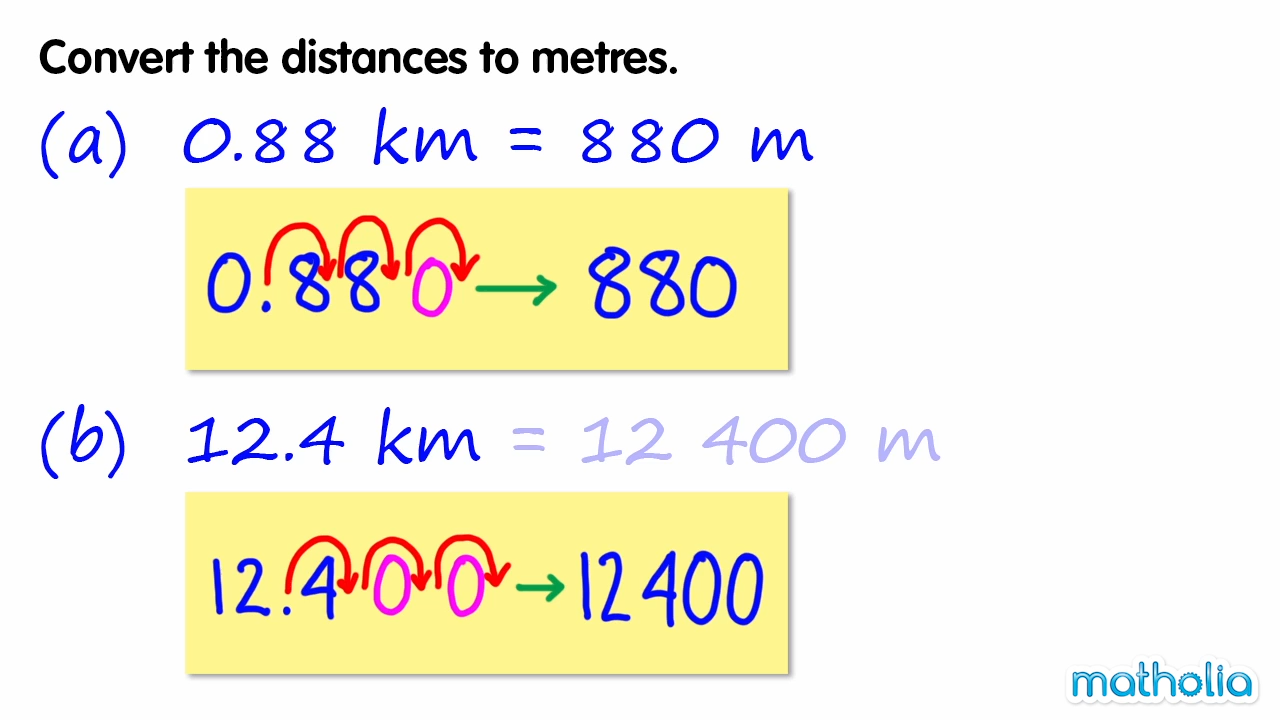 Convert the distances to metres.
(a) 0.88 km = 880 m
0.880 → 880
(b) 12.4 km = 12 400 m
12.400 → 12400
matholia